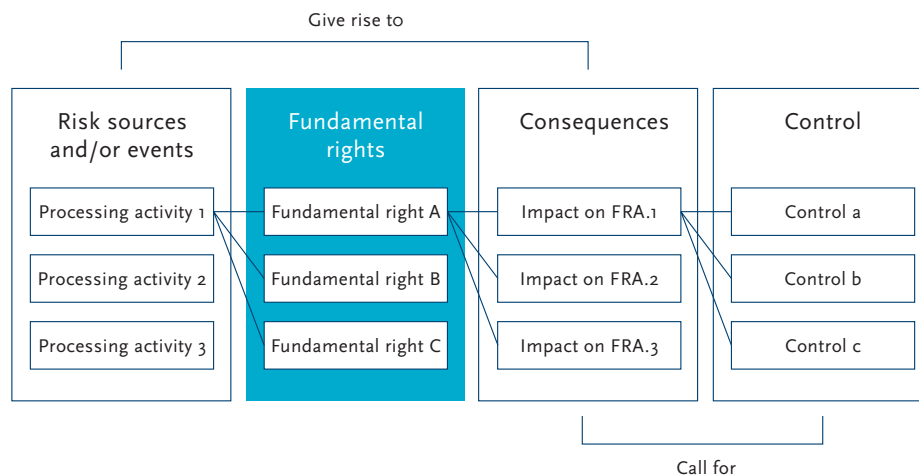 Give rise to
Risk sources
and/or events
Processing activity 1
Processing activity 2
Processing activity 3
Fundamental
rights
Fundamental right A
Fundamental right B
Fundamental right C
Consequences
Impact on FRA.1
Impact on FRA.2
Impact on FRA.3
Control
Control a
Control b
Control c
Call for